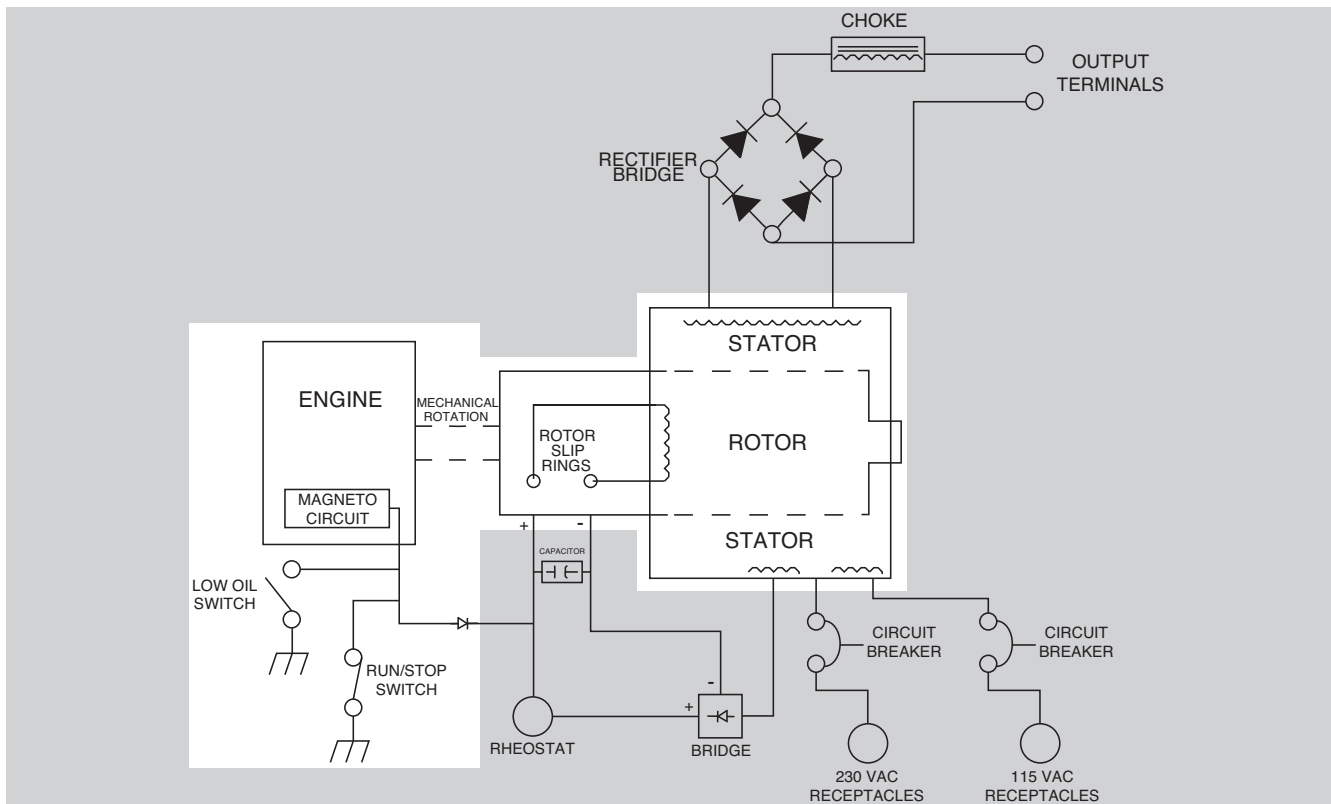 CHOKE
OUTPUT
TERMINALS
RECTIFIER
BRIDGE
STATOR
ENGINE
MECHANICAL
ROTATION
ROTOR
SLIP
RINGS
ROTOR
MAGNETO
CIRCUIT
+
-
STATOR
CAPACITOR
LOW OIL
SWITCH
RUN/STOP
SWITCH
CIRCUIT
BREAKER
CIRCUIT
BREAKER
-
+
RHEOSTAT
BRIDGE
230 VAC
RECEPTACLES
115 VAC
RECEPTACLES